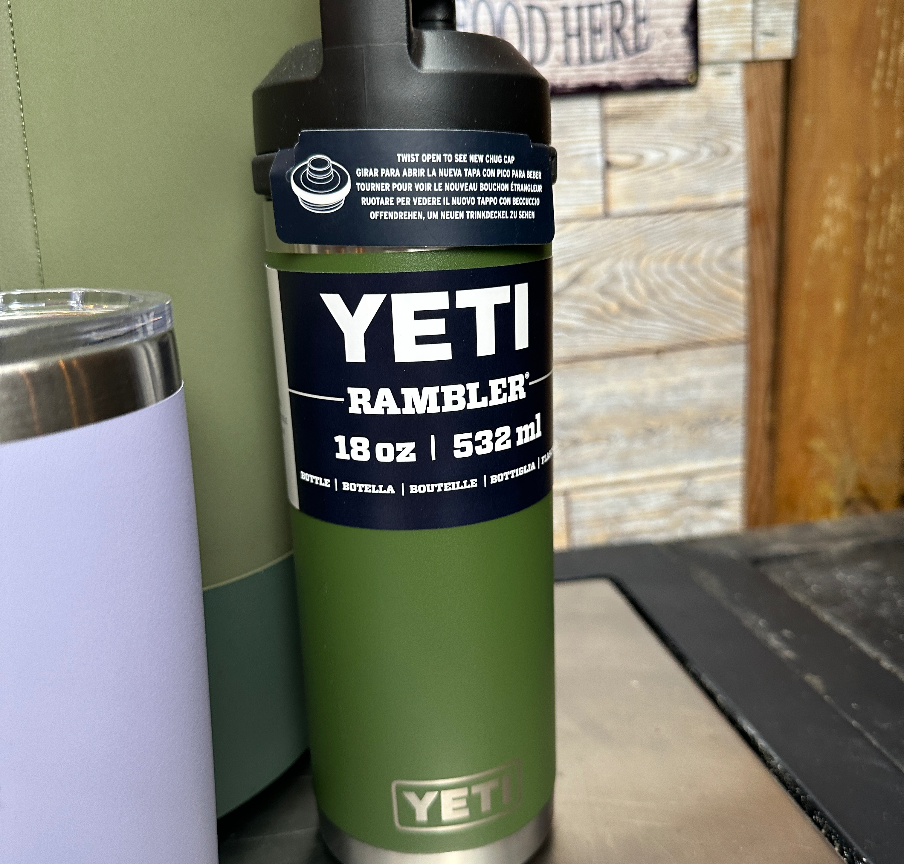 OOD HERE
TWIST OPEN TO SEE NEW CHUG CAP
GIRAR PARA ABRIR LA NUEVA TAPA CON PICO PARA BEBER
TOURNER POUR VOIR LE NOUVEAU BOUCHON ÉTRANGLEUR
RUOTARE PER VEDERE IL NUOVO TAPPO CON BECCUCCIO
OFFENDREHEN, UM NEUEN TRINKDECKEL ZU SEHEN
YETI
RAMBLER®
18 oz | 532 ml
BOTTLE | BOTELLA | BOUTEILLE | BOTTIGLIA |
YETI